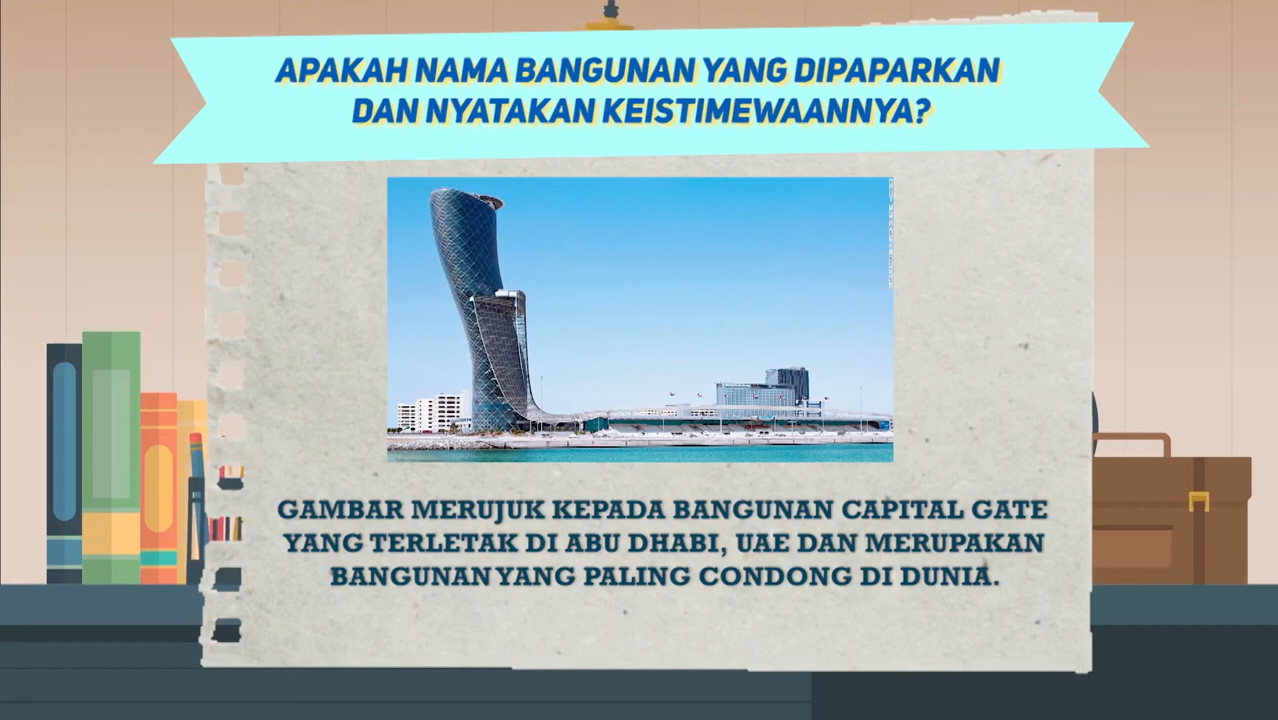 APAKAH NAMA BANGUNAN YANG DIPAPARKAN
DAN NYATAKAN KEISTIMEWAANNYA?
GAMBAR MERUJUK KEPADA BANGUNAN CAPITAL GATE
YANG TERLETAK DI ABU DHABI, UAE DAN MERUPAKAN
BANGUNAN YANG PALING CONDONG DI DUNIA.